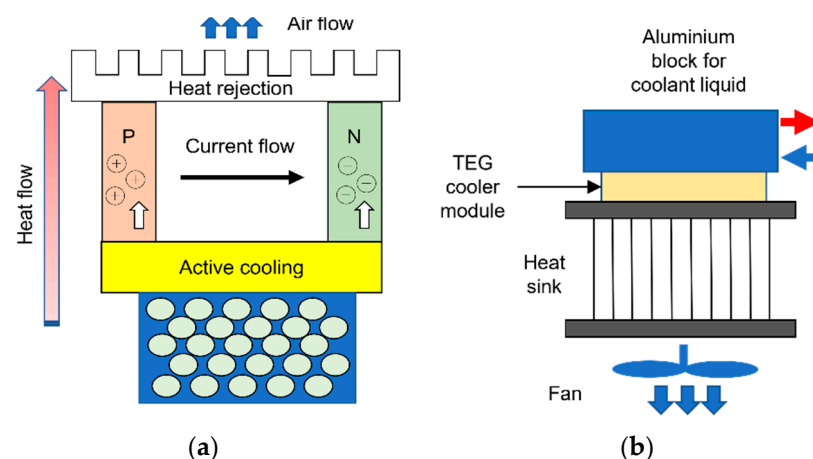 Air flow
Heat rejection
P
N
Current flow
+
+
+
−
−
−
Heat flow
Active cooling
(a)
Aluminium
block for
coolant liquid
TEG
cooler
module
Heat
sink
Fan
(b)